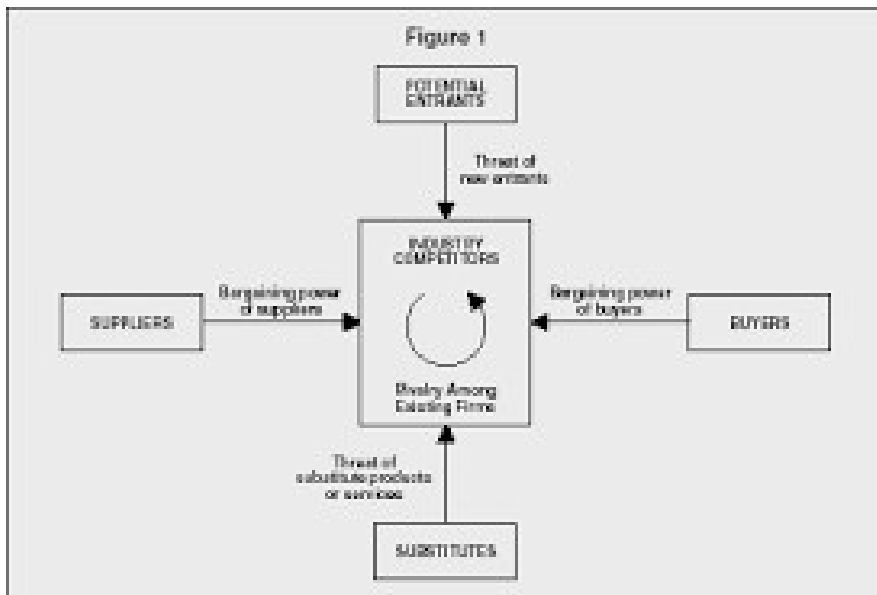 Figure 1
POTENTIAL
ENTRANTS
Threat of
new entrants
INDUSTRY
COMPETITORS
Bargaining power
of suppliers
Bargaining power
of buyers
SUPPLIERS
BUYERS
Rivalry Among
Existing Firms
Threat of
substitute products
or services
SUBSTITUTES